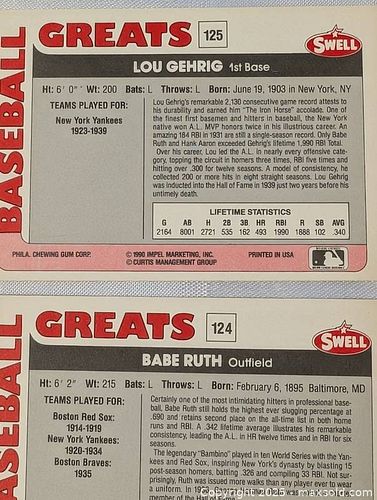 BASEBALL
GREATS 125
SWELL
LOU GEHRIG 1st Base
Ht: 6' 0" Wt: 200 Bats: L Throws: L Born: June 19, 1903 in New York, NY
TEAMS PLAYED FOR:
New York Yankees
1923-1939
Lou Gehrig's remarkable 2,130 consecutive game record attests to
his durability and earned him "The Iron Horse" accolade. One of
the finest first basemen and hitters in baseball, the New York
native won A.L. MVP honors twice in his illustrious career. An
amazing 184 RBI in 1931 are still a single-season record. Only Babe
Ruth and Hank Aaron exceeded Gehrig's lifetime 1,990 RBI Total.
Over his career, Lou led the A.L. in nearly every offensive cate-
gory, topping the circuit in homers three times, RBI five times and
hitting over .300 for twelve seasons. A model of consistency, he
collected 200 or more hits in eight straight seasons. Lou Gehrig
was inducted into the Hall of Fame in 1939 just two years before his
untimely death.
LIFETIME STATISTICS
G AB H 2B 3B HR RBI R SB AVG
2164 8001 2721 535 162 493 1990 1888 102 .340
PHILA. CHEWING GUM CORP.
© 1990 IMPEL MARKETING, INC.
© CURTIS MANAGEMENT GROUP
PRINTED IN USA
BASEBALL
GREATS 124
SWELL
BABE RUTH Outfield
Ht: 6' 2" Wt: 215 Bats: L Throws: L Born: February 6, 1895 Baltimore, MD
TEAMS PLAYED FOR:
Boston Red Sox:
1914-1919
New York Yankees:
1920-1934
Boston Braves:
1935
Certainly one of the most intimidating hitters in professional base-
ball, Babe Ruth still holds the highest ever slugging percentage at
.690 and retains second place on the all-time list in both home
runs and RBI. A .342 lifetime average illustrates his remarkable
consistency, leading the A.L. in HR twelve times and in RBI for six
seasons.
The legendary "Bambino" played in ten World Series with the Yan-
kees and Red Sox, inspiring New York's dynasty by blasting 15
post-season homers, batting .326 and compiling 33 RBI. Not sur-
prisingly, Ruth was issued more walks than any player ever to wear
a uniform. In
member of the Hall of Fame
© 2025 - maxsold.com